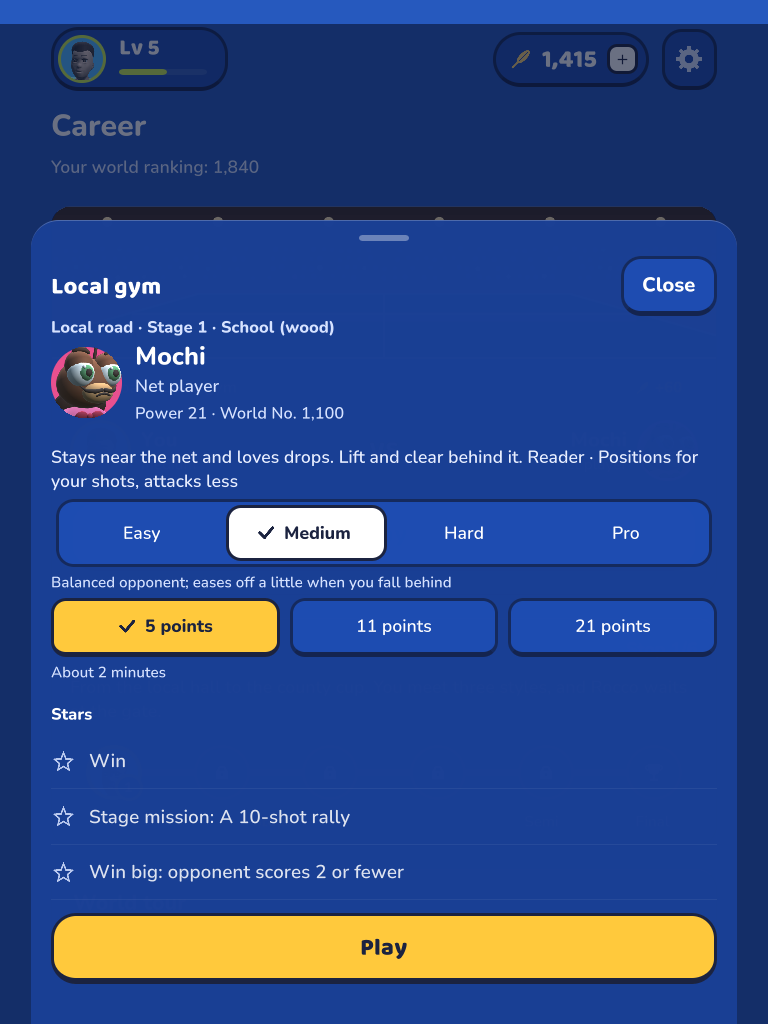 Lv 5
1,415
Career
Your world ranking: 1,840
Local gym
Close
Local road · Stage 1 · School (wood)
Mochi
Net player
Power 21 · World No. 1,100
Stays near the net and loves drops. Lift and clear behind it. Reader · Positions for
your shots, attacks less
Easy
Medium
Hard
Pro
Balanced opponent; eases off a little when you fall behind
5 points
11 points
21 points
About 2 minutes
Stars
Win
Stage mission: A 10-shot rally
Win big: opponent scores 2 or fewer
Play